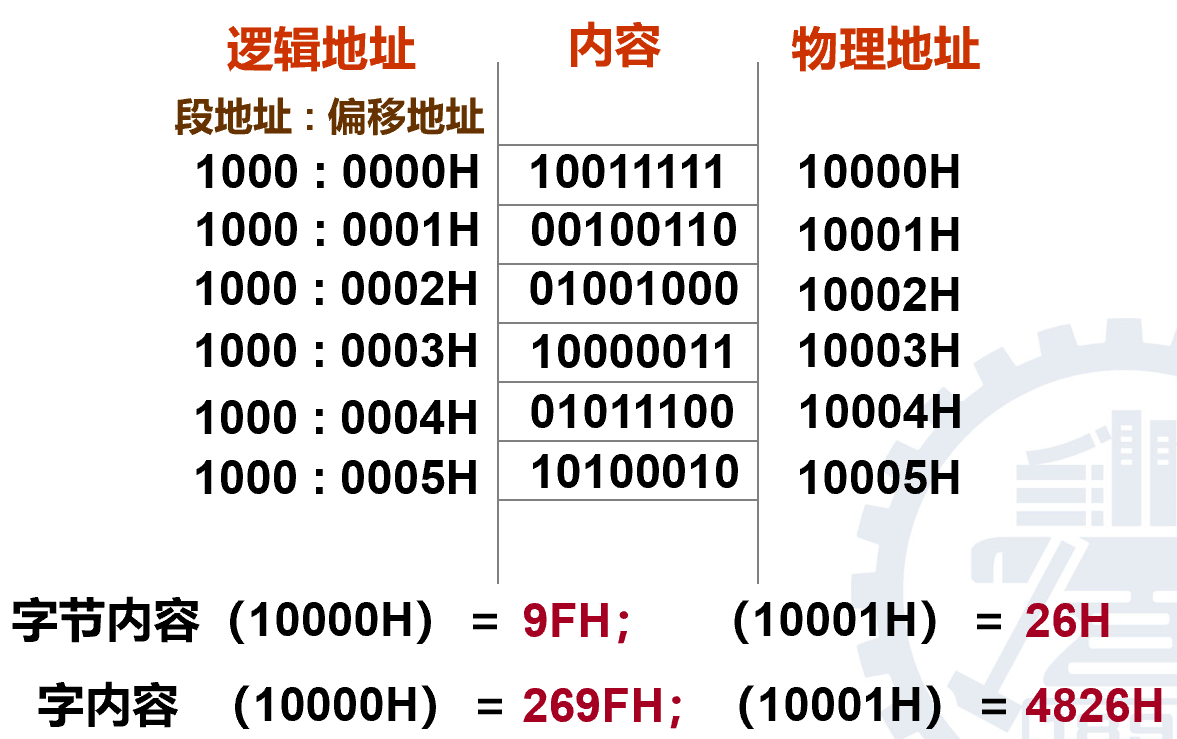 逻辑地址 内容 物理地址
段地址：偏移地址
1000 : 0000H 10011111 10000H
1000 : 0001H 00100110 10001H
1000 : 0002H 01001000 10002H
1000 : 0003H 10000011 10003H
1000 : 0004H 01011100 10004H
1000 : 0005H 10100010 10005H
字节内容（10000H） = 9FH； （10001H） = 26H
字内容 （10000H） = 269FH； （10001H） = 4826H